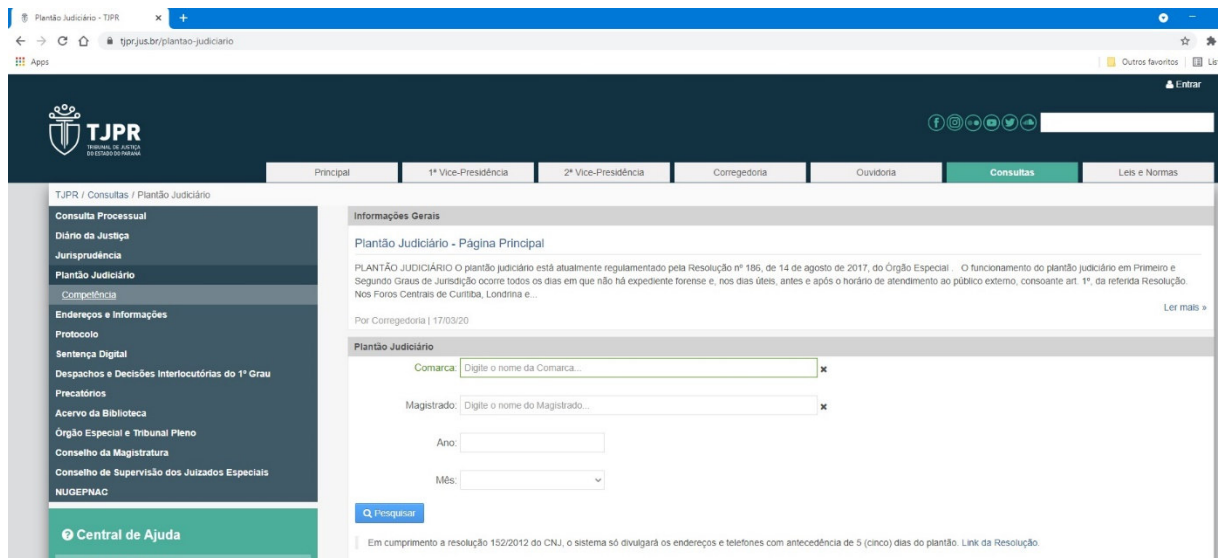 Plantão Judiciário - TJPR
tjpr.jus.br/plantao-judiciario
Apps
Outros favoritos
Lis
Entrar
TJPR
TRIBUNAL DE JUSTIÇA
DO ESTADO DO PARANÁ
Principal
1ª Vice-Presidência
2ª Vice-Presidência
Corregedoria
Ouvidoria
Consultas
Leis e Normas
TJPR / Consultas / Plantão Judiciário
Consulta Processual
Diário da Justiça
Jurisprudência
Plantão Judiciário
Competência
Endereços e Informações
Protocolo
Sentença Digital
Despachos e Decisões Interlocutórias do 1º Grau
Precatórios
Acervo da Biblioteca
Órgão Especial e Tribunal Pleno
Conselho da Magistratura
Conselho de Supervisão dos Juizados Especiais
NUGEPNAC
Central de Ajuda
Informações Gerais
Plantão Judiciário - Página Principal
PLANTÃO JUDICIÁRIO O plantão judiciário está atualmente regulamentado pela Resolução nº 186, de 14 de agosto de 2017, do Órgão Especial . O funcionamento do plantão judiciário em Primeiro e
Segundo Graus de Jurisdição ocorre todos os dias em que não há expediente forense e, nos dias úteis, antes e após o horário de atendimento ao público externo, consoante art. 1º, da referida Resolução.
Nos Foros Centrais de Curitiba, Londrina e...
Ler mais »
Por Corregedoria | 17/03/20
Plantão Judiciário
Comarca: Digite o nome da Comarca...
Magistrado: Digite o nome do Magistrado...
Ano:
Mês:
Pesquisar
Em cumprimento a resolução 152/2012 do CNJ, o sistema só divulgará os endereços e telefones com antecedência de 5 (cinco) dias do plantão. Link da Resolução.